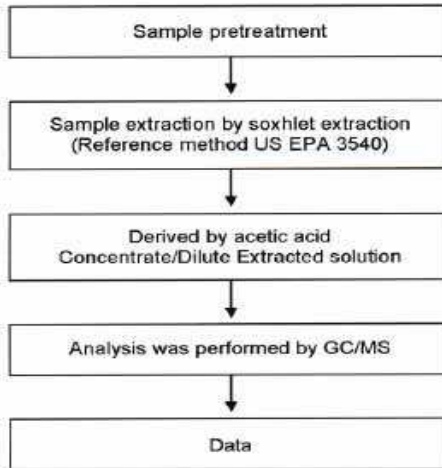 Sample pretreatment
Sample extraction by soxhlet extraction
(Reference method US EPA 3540)
Derived by acetic acid
Concentrate/Dilute Extracted solution
Analysis was performed by GC/MS
Data